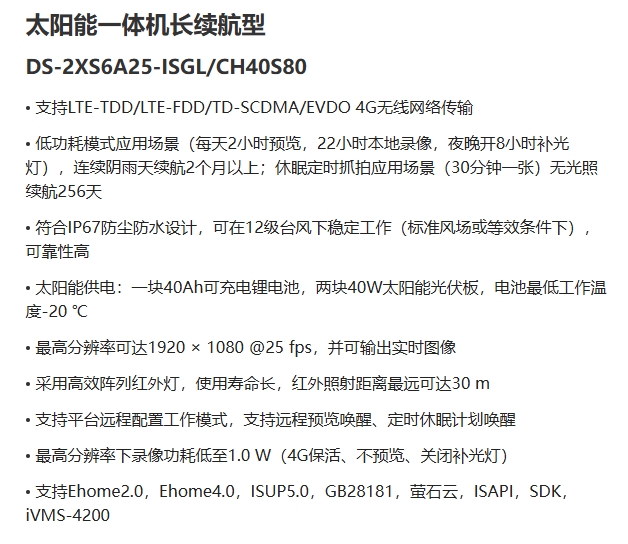 太阳能一体机长续航型
DS-2XS6A25-ISGL/CH40S80
• 支持LTE-TDD/LTE-FDD/TD-SCDMA/EVDO 4G无线网络传输
• 低功耗模式应用场景（每天2小时预览，22小时本地录像，夜晚开8小时补光
灯），连续阴雨天续航2个月以上；休眠定时抓拍应用场景（30分钟一张）无光照
续航256天
• 符合IP67防尘防水设计，可在12级台风下稳定工作（标准风场或等效条件下），
可靠性高
• 太阳能供电：一块40Ah可充电锂电池，两块40W太阳能光伏板，电池最低工作温
度-20 ℃
• 最高分辨率可达1920 × 1080 @25 fps，并可输出实时图像
• 采用高效阵列红外灯，使用寿命长，红外照射距离最远可达30 m
• 支持平台远程配置工作模式，支持远程预览唤醒、定时休眠计划唤醒
• 最高分辨率下录像功耗低至1.0 W（4G保活、不预览、关闭补光灯）
• 支持Ehome2.0，Ehome4.0，ISUP5.0，GB28181，萤石云，ISAPI，SDK，
iVMS-4200